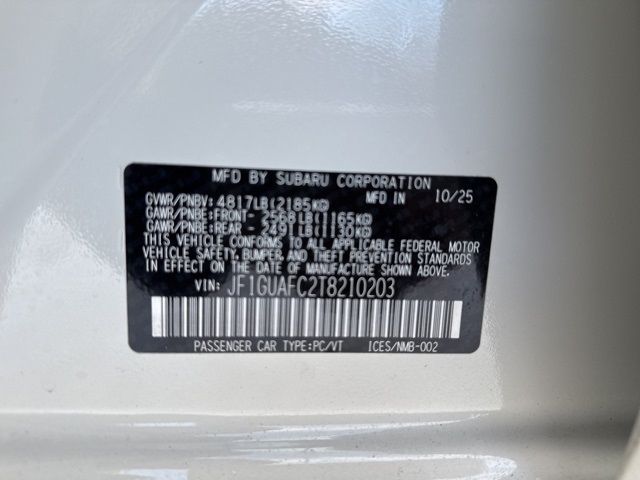 MFD BY SUBARU CORPORATION
GVWR/PNBV: 4817LB(2185KG) MFD IN 10/25
GAWR/PNBE:FRONT- 2568LB(1165KG)
GAWR/PNBE:REAR - 2491LB(1130KG)
THIS VEHICLE CONFORMS TO ALL APPLICABLE FEDERAL MOTOR
VEHICLE SAFETY, BUMPER, AND THEFT PREVENTION STANDARDS
IN EFFECT ON THE DATE OF MANUFACTURE SHOWN ABOVE.
VIN: JF1GUAFC2T8210203
PASSENGER CAR TYPE:PC/VT ICES/NMB-002